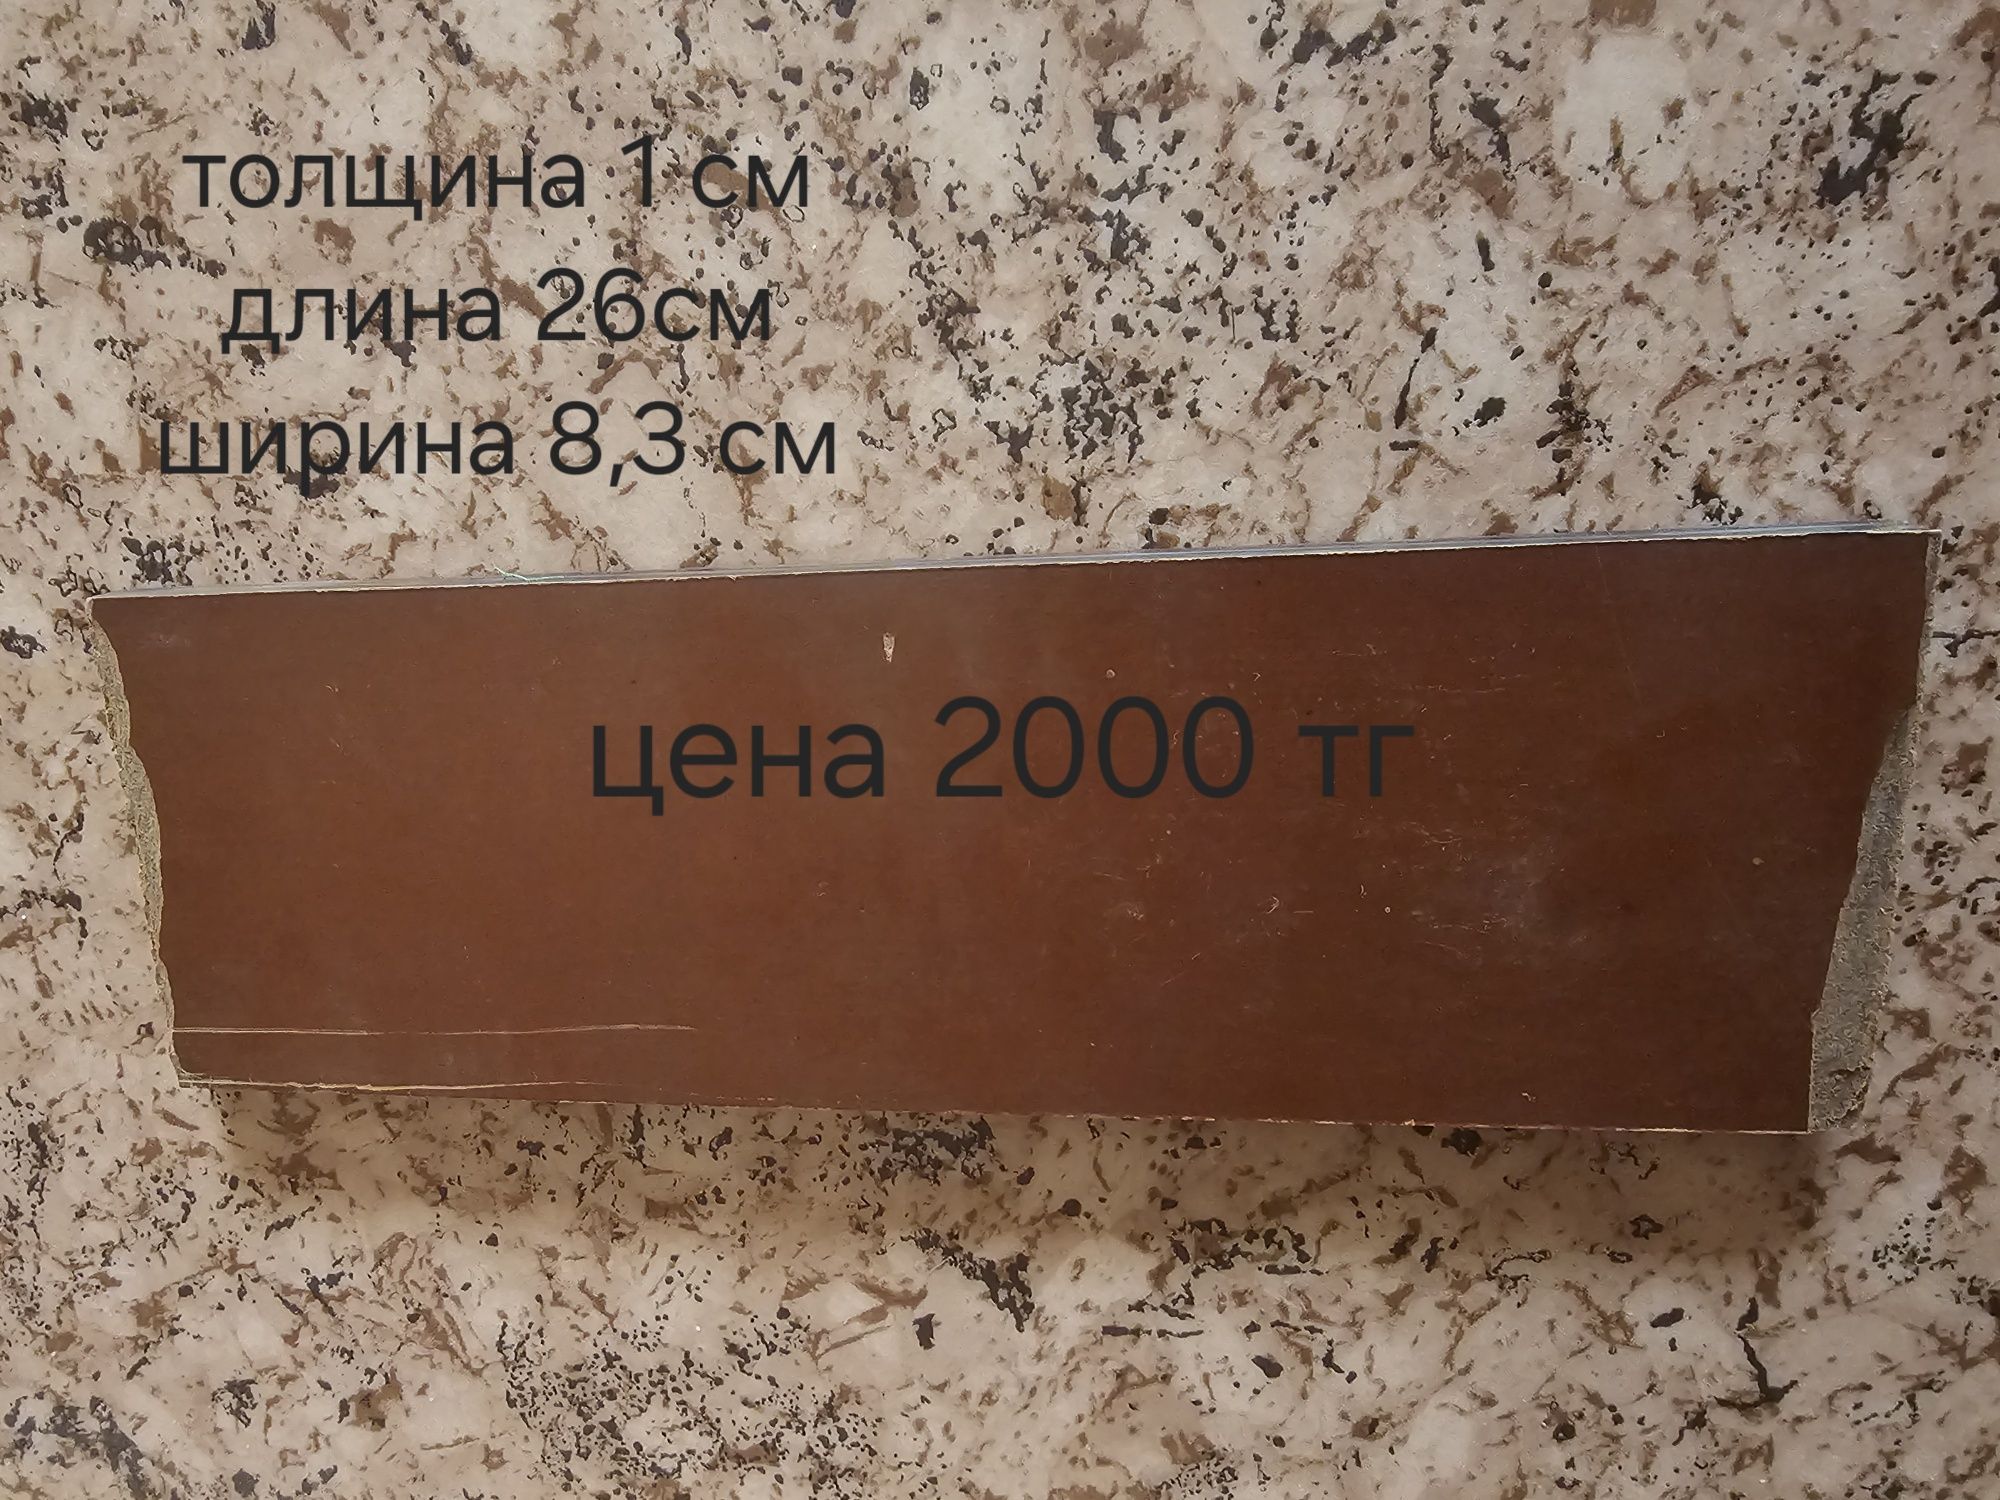 толщина 1 см
длина 26см
ширина 8,3 см
цена 2000 тг